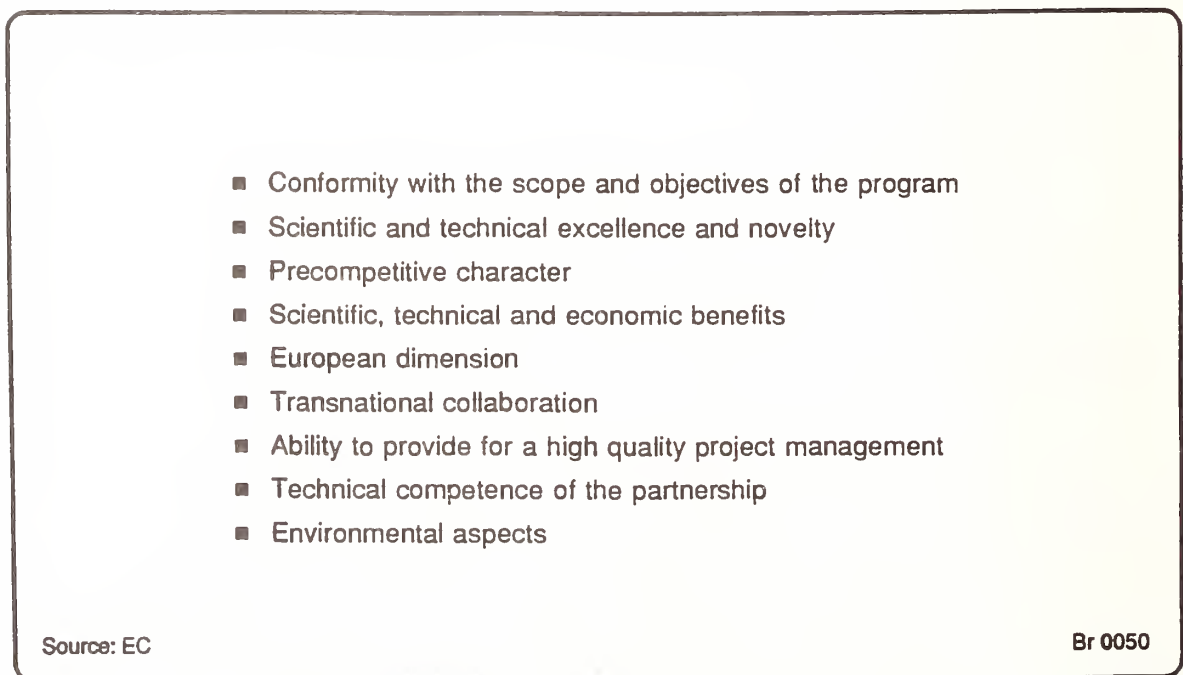 ■ Conformity with the scope and objectives of the program
■ Scientific and technical excellence and novelty
■ Precompetitive character
■ Scientific, technical and economic benefits
■ European dimension
■ Transnational collaboration
■ Ability to provide for a high quality project management
■ Technical competence of the partnership
■ Environmental aspects
Source: EC
Br 0050